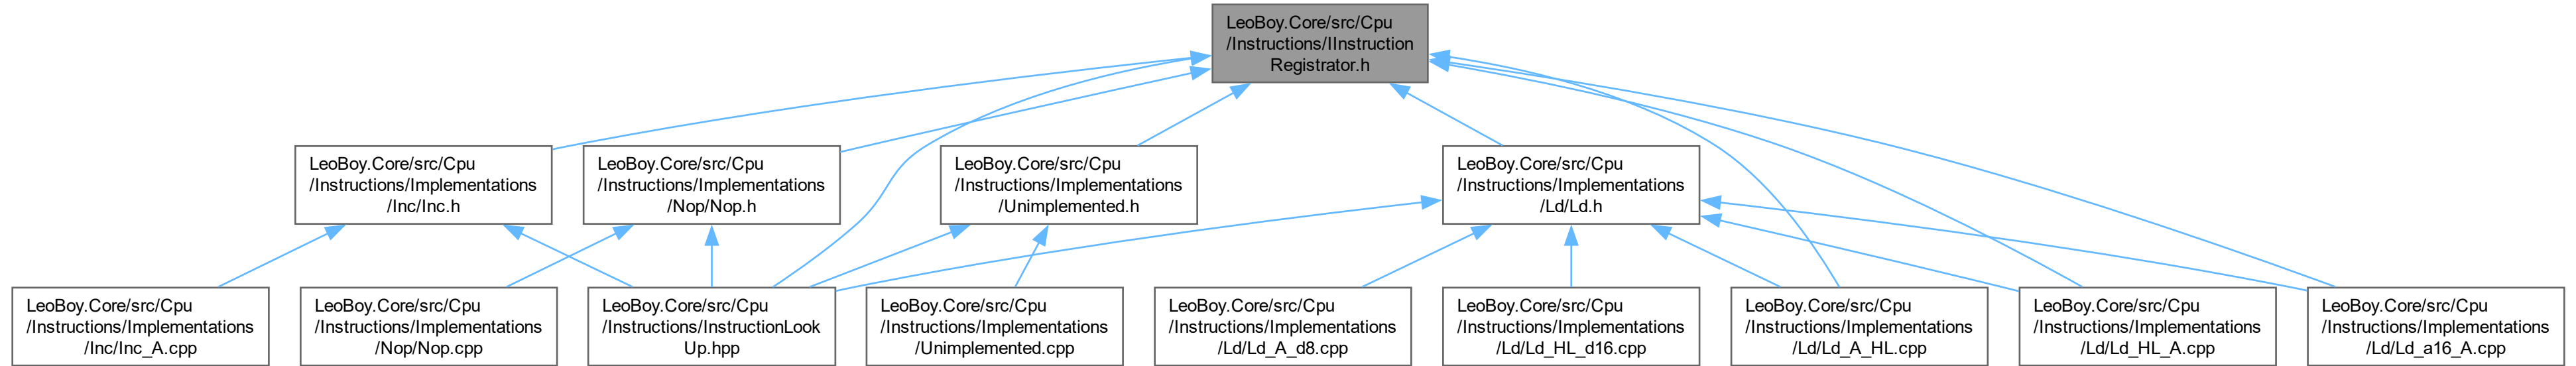 LeoBoy.Core/src/Cpu
/Instructions/IInstruction
Registrator.h
LeoBoy.Core/src/Cpu
/Instructions/Implementations
/Inc/Inc.h
LeoBoy.Core/src/Cpu
/Instructions/Implementations
/Nop/Nop.h
LeoBoy.Core/src/Cpu
/Instructions/Implementations
/Unimplemented.h
LeoBoy.Core/src/Cpu
/Instructions/Implementations
/Ld/Ld.h
LeoBoy.Core/src/Cpu
/Instructions/Implementations
/Inc/Inc_A.cpp
LeoBoy.Core/src/Cpu
/Instructions/Implementations
/Nop/Nop.cpp
LeoBoy.Core/src/Cpu
/Instructions/InstructionLook
Up.hpp
LeoBoy.Core/src/Cpu
/Instructions/Implementations
/Unimplemented.cpp
LeoBoy.Core/src/Cpu
/Instructions/Implementations
/Ld/Ld_A_d8.cpp
LeoBoy.Core/src/Cpu
/Instructions/Implementations
/Ld/Ld_HL_d16.cpp
LeoBoy.Core/src/Cpu
/Instructions/Implementations
/Ld/Ld_A_HL.cpp
LeoBoy.Core/src/Cpu
/Instructions/Implementations
/Ld/Ld_HL_A.cpp
LeoBoy.Core/src/Cpu
/Instructions/Implementations
/Ld/Ld_a16_A.cpp